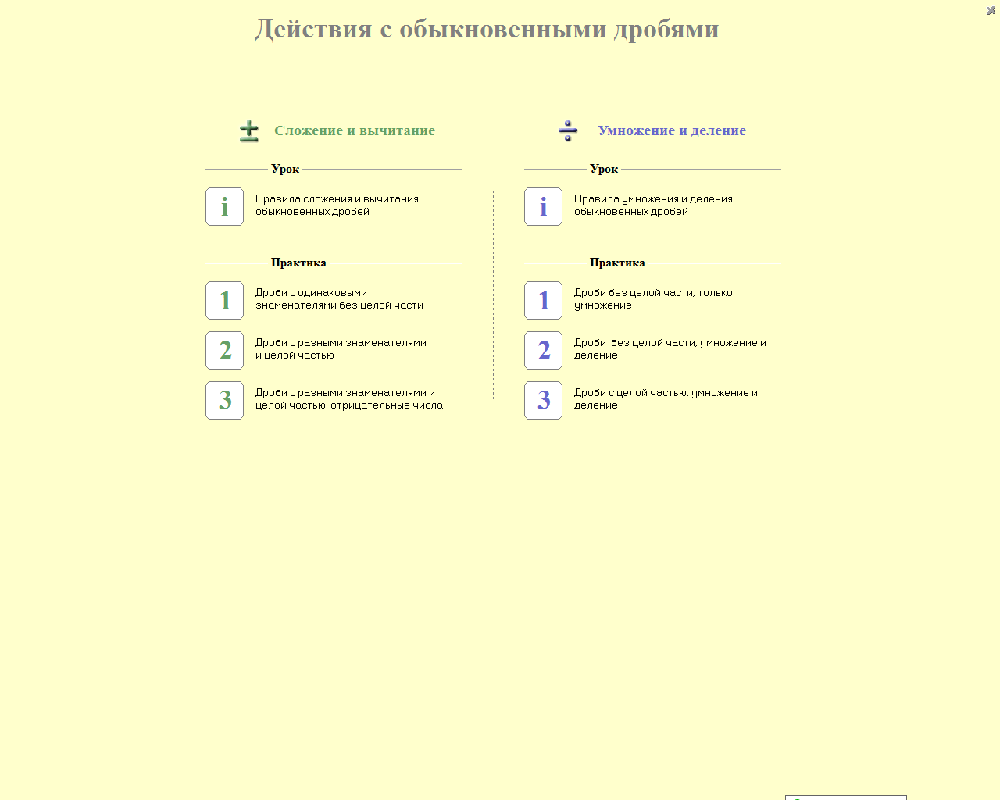 Действия с обыкновенными дробями
Сложение и вычитание
Урок
i
Правила сложения и вычитания
обыкновенных дробей
Практика
1
Дроби с одинаковыми
знаменателями без целой части
2
Дроби с разными знаменателями
и целой частью
3
Дроби с разными знаменателями и
целой частью, отрицательные числа
Умножение и деление
Урок
i
Правила умножения и деления
обыкновенных дробей
Практика
1
Дроби без целой части, только
умножение
2
Дроби  без целой части, умножение и
деление
3
Дроби с целой частью, умножение и
деление